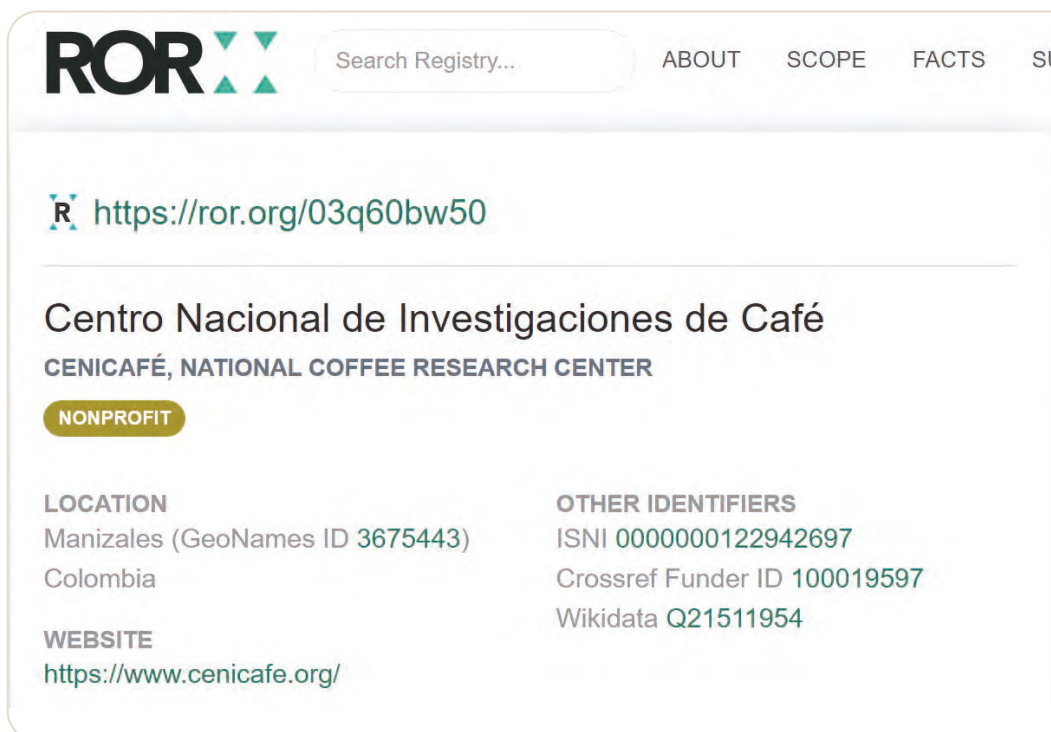 ROR Search Registry... ABOUT SCOPE FACTS SU
R https://ror.org/03q60bw50
Centro Nacional de Investigaciones de Café
CENICAFÉ, NATIONAL COFFEE RESEARCH CENTER
NONPROFIT
LOCATION
Manizales (GeoNames ID 3675443)
Colombia
WEBSITE
https://www.cenicafe.org/
OTHER IDENTIFIERS
ISNI 0000000122942697
Crossref Funder ID 100019597
Wikidata Q21511954